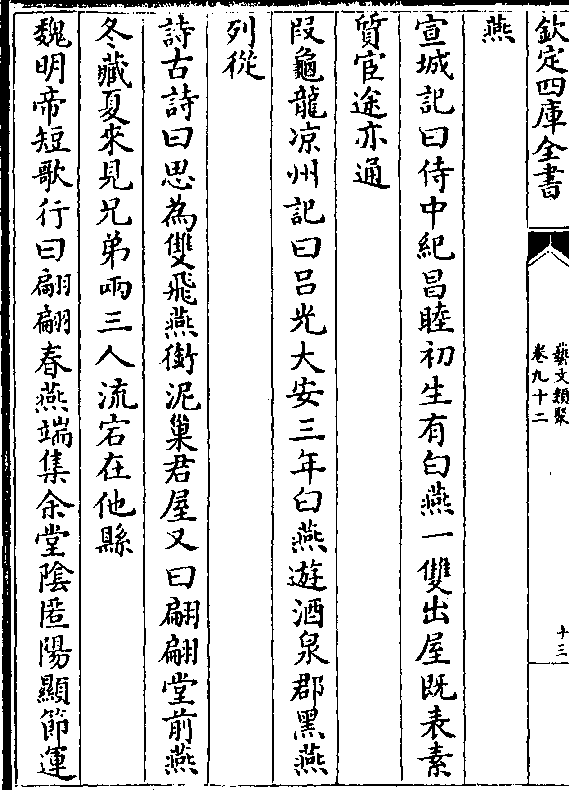 欽定四庫全書
藝文類聚
卷九十二
十三
燕
宣城記曰侍中紀昌睦初生有白燕一雙出屋既表素
質宦途亦通
段龜龍凉州記曰吕光大安三年白燕遊酒泉郡黑燕
列從
詩古詩曰思為雙飛燕銜泥巢君屋又曰翩翩堂前燕
冬藏夏來見兄弟兩三人流宕在他縣
魏明帝短歌行曰翩翩春燕端集余堂陰匿陽顯節運